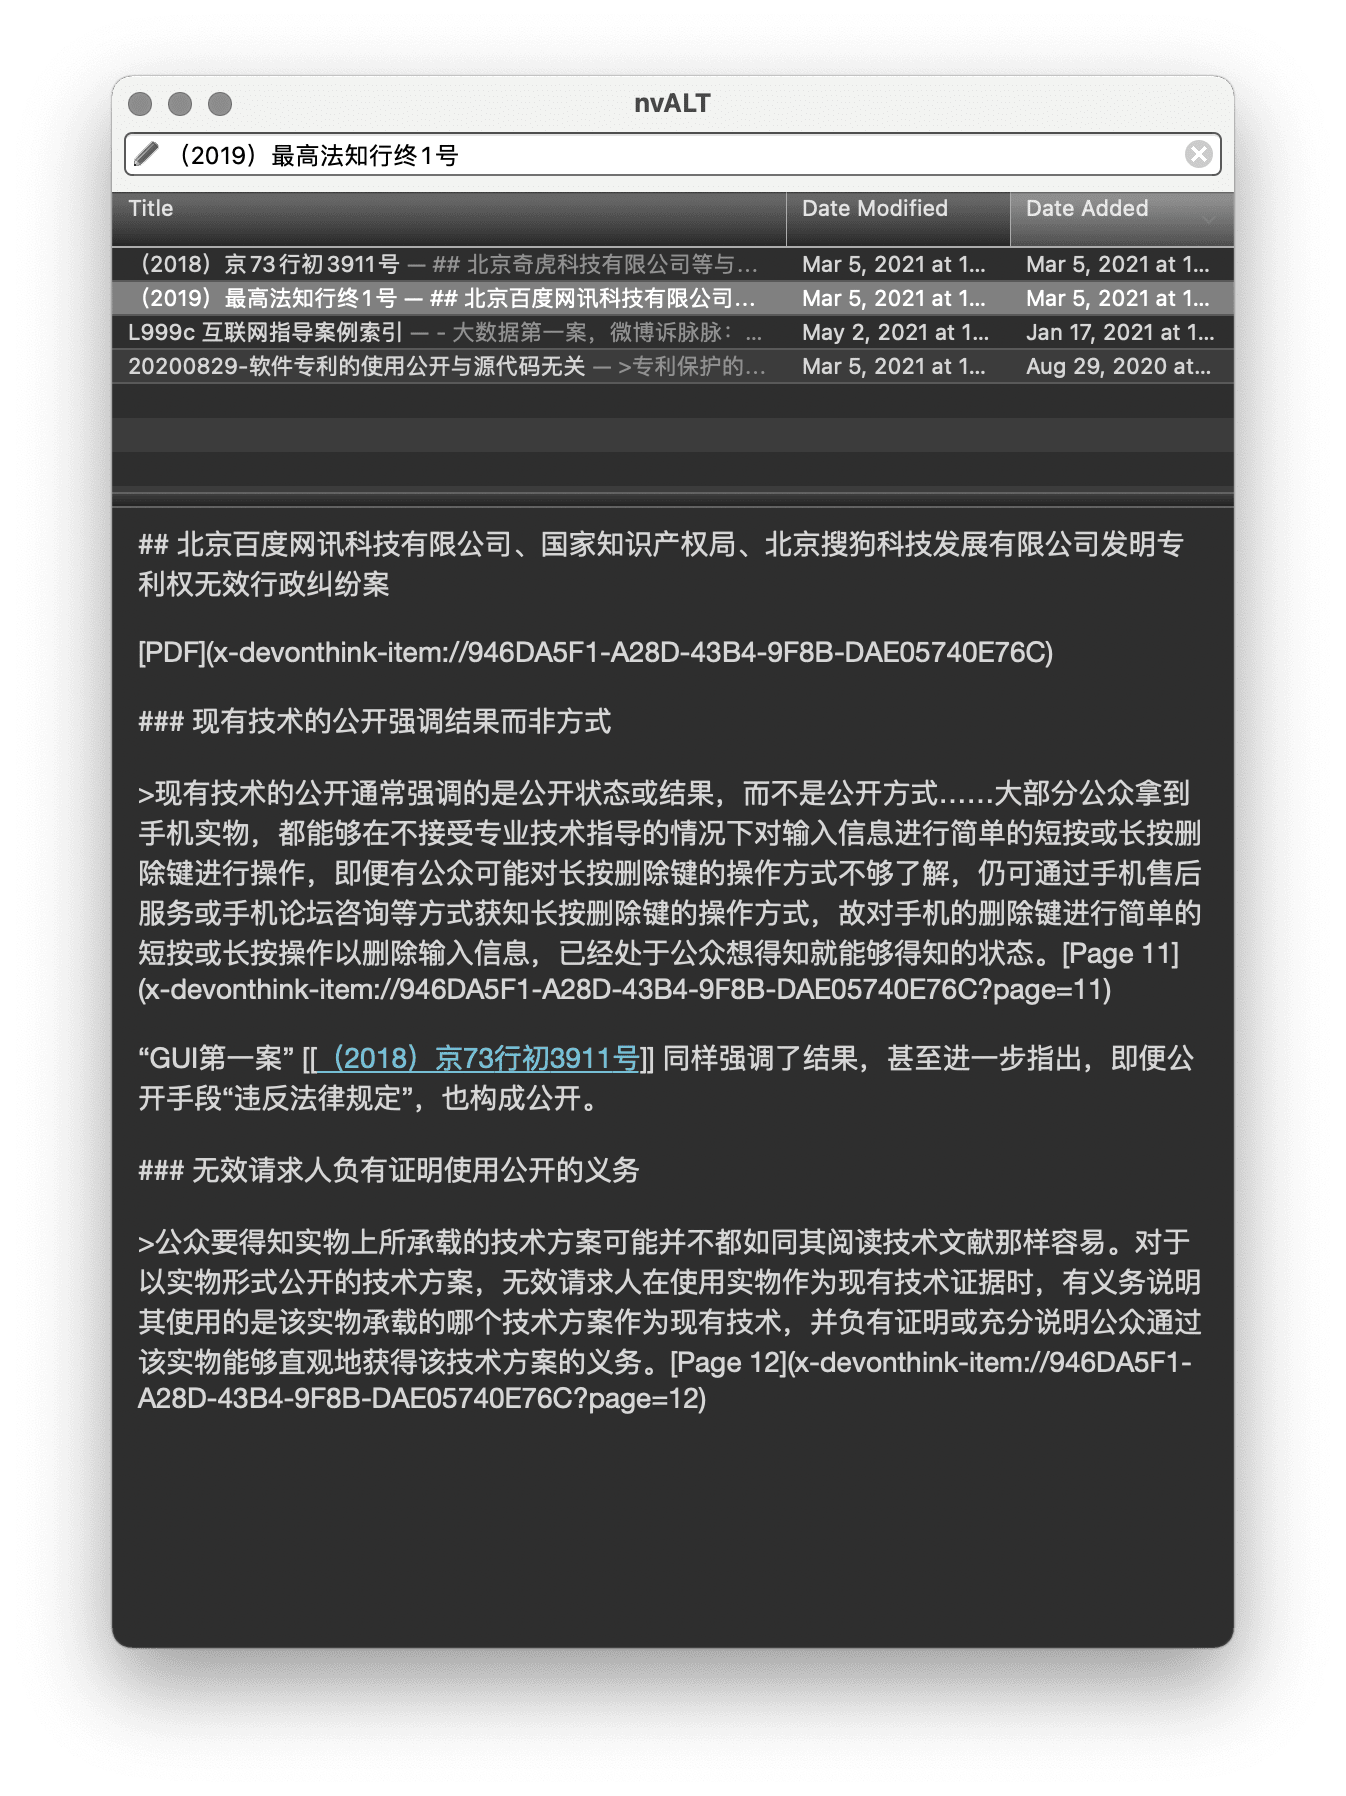 nvALT
（2019）最高法知行终1号
Title Date Modified Date Added
（2018）京73行初3911号 — ## 北京奇虎科技有限公司等与… Mar 5, 2021 at 1… Mar 5, 2021 at 1…
（2019）最高法知行终1号 — ## 北京百度网讯科技有限公司… Mar 5, 2021 at 1… Mar 5, 2021 at 1…
L999c 互联网指导案例索引 — - 大数据第一案，微博诉脉脉：… May 2, 2021 at 1… Jan 17, 2021 at 1…
20200829-软件专利的使用公开与源代码无关 — >专利保护的… Mar 5, 2021 at 1… Aug 29, 2020 at…
## 北京百度网讯科技有限公司、国家知识产权局、北京搜狗科技发展有限公司发明专
利权无效行政纠纷案
[PDF](x-devonthink-item://946DA5F1-A28D-43B4-9F8B-DAE05740E76C)
### 现有技术的公开强调结果而非方式
>现有技术的公开通常强调的是公开状态或结果，而不是公开方式……大部分公众拿到
手机实物，都能够在不接受专业技术指导的情况下对输入信息进行简单的短按或长按删
除键进行操作，即便有公众可能对长按删除键的操作方式不够了解，仍可通过手机售后
服务或手机论坛咨询等方式获知长按删除键的操作方式，故对手机的删除键进行简单的
短按或长按操作以删除输入信息，已经处于公众想得知就能够得知的状态。[Page 11]
(x-devonthink-item://946DA5F1-A28D-43B4-9F8B-DAE05740E76C?page=11)
“GUI第一案” [[（2018）京73行初3911号]] 同样强调了结果，甚至进一步指出，即便公
开手段“违反法律规定”，也构成公开。
### 无效请求人负有证明使用公开的义务
>公众要得知实物上所承载的技术方案可能并不都如同其阅读技术文献那样容易。对于
以实物形式公开的技术方案，无效请求人在使用实物作为现有技术证据时，有义务说明
其使用的是该实物承载的哪个技术方案作为现有技术，并负有证明或充分说明公众通过
该实物能够直观地获得该技术方案的义务。[Page 12](x-devonthink-item://946DA5F1-
A28D-43B4-9F8B-DAE05740E76C?page=12)